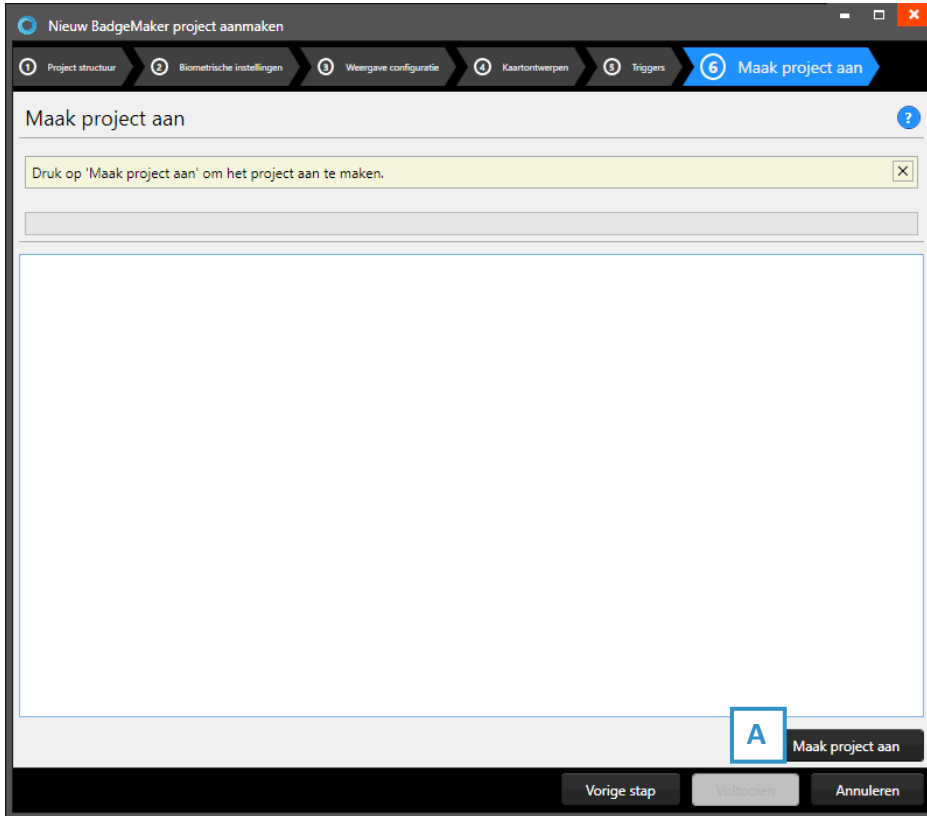 Nieuw BadgeMaker project aanmaken
1 Project structuur 2 Biometrische instellingen 3 Weergave configuratie 4 Kaartontwerpen 5 Triggers 6 Maak project aan
Maak project aan ?
Druk op 'Maak project aan' om het project aan te maken.
A Maak project aan
Vorige stap Voltooien Annuleren